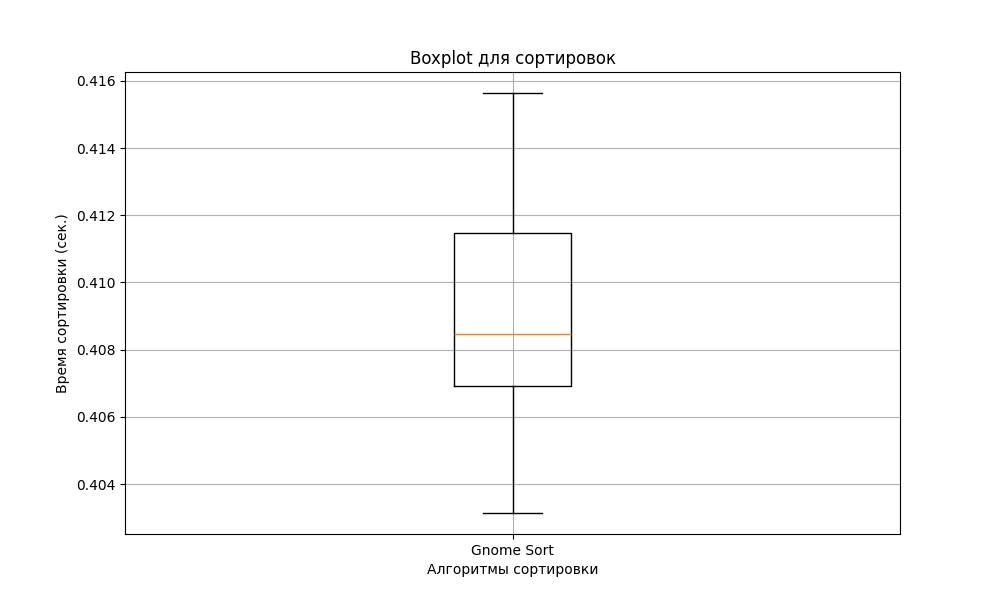 Boxplot для сортировок
0.416
0.414
0.412
0.410
0.408
0.406
0.404
Время сортировки (сек.)
Gnome Sort
Алгоритмы сортировки